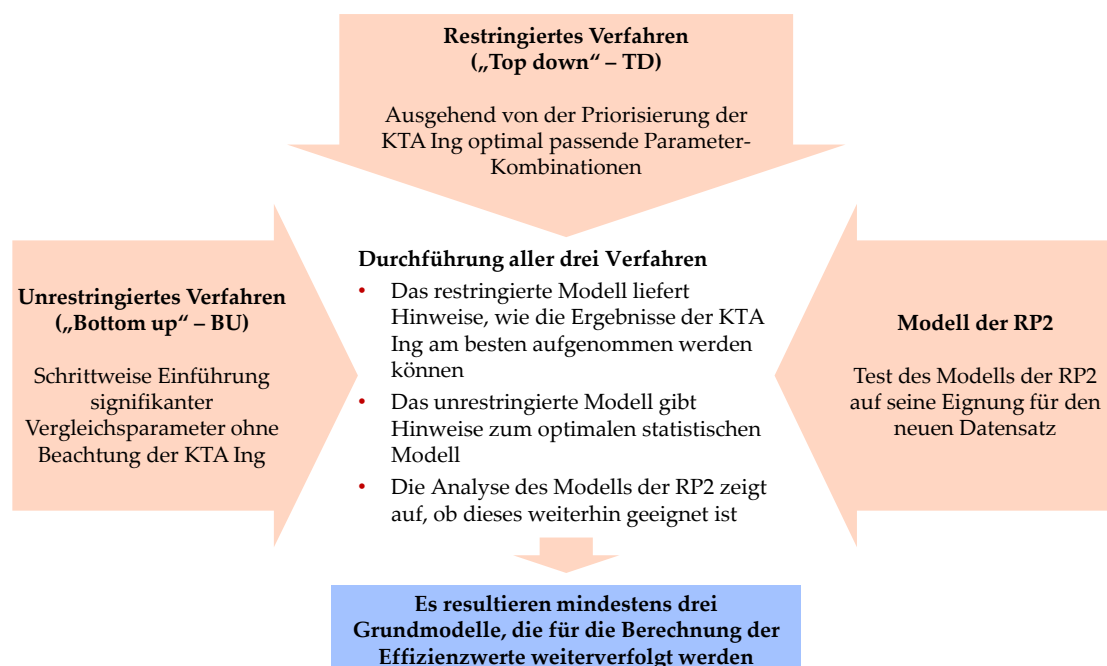 Restringiertes Verfahren
(„Top down“ – TD)
Ausgehend von der Priorisierung der
KTA Ing optimal passende Parameter-
Kombinationen
Unrestringiertes Verfahren
(„Bottom up“ – BU)
Schrittweise Einführung
signifikanter
Vergleichsparameter ohne
Beachtung der KTA Ing
Durchführung aller drei Verfahren
• Das restringierte Modell liefert
Hinweise, wie die Ergebnisse der KTA
Ing am besten aufgenommen werden
können
• Das unrestringierte Modell gibt
Hinweise zum optimalen statistischen
Modell
• Die Analyse des Modells der RP2 zeigt
auf, ob dieses weiterhin geeignet ist
Modell der RP2
Test des Modells der RP2
auf seine Eignung für den
neuen Datensatz
Es resultieren mindestens drei
Grundmodelle, die für die Berechnung der
Effizienzwerte weiterverfolgt werden